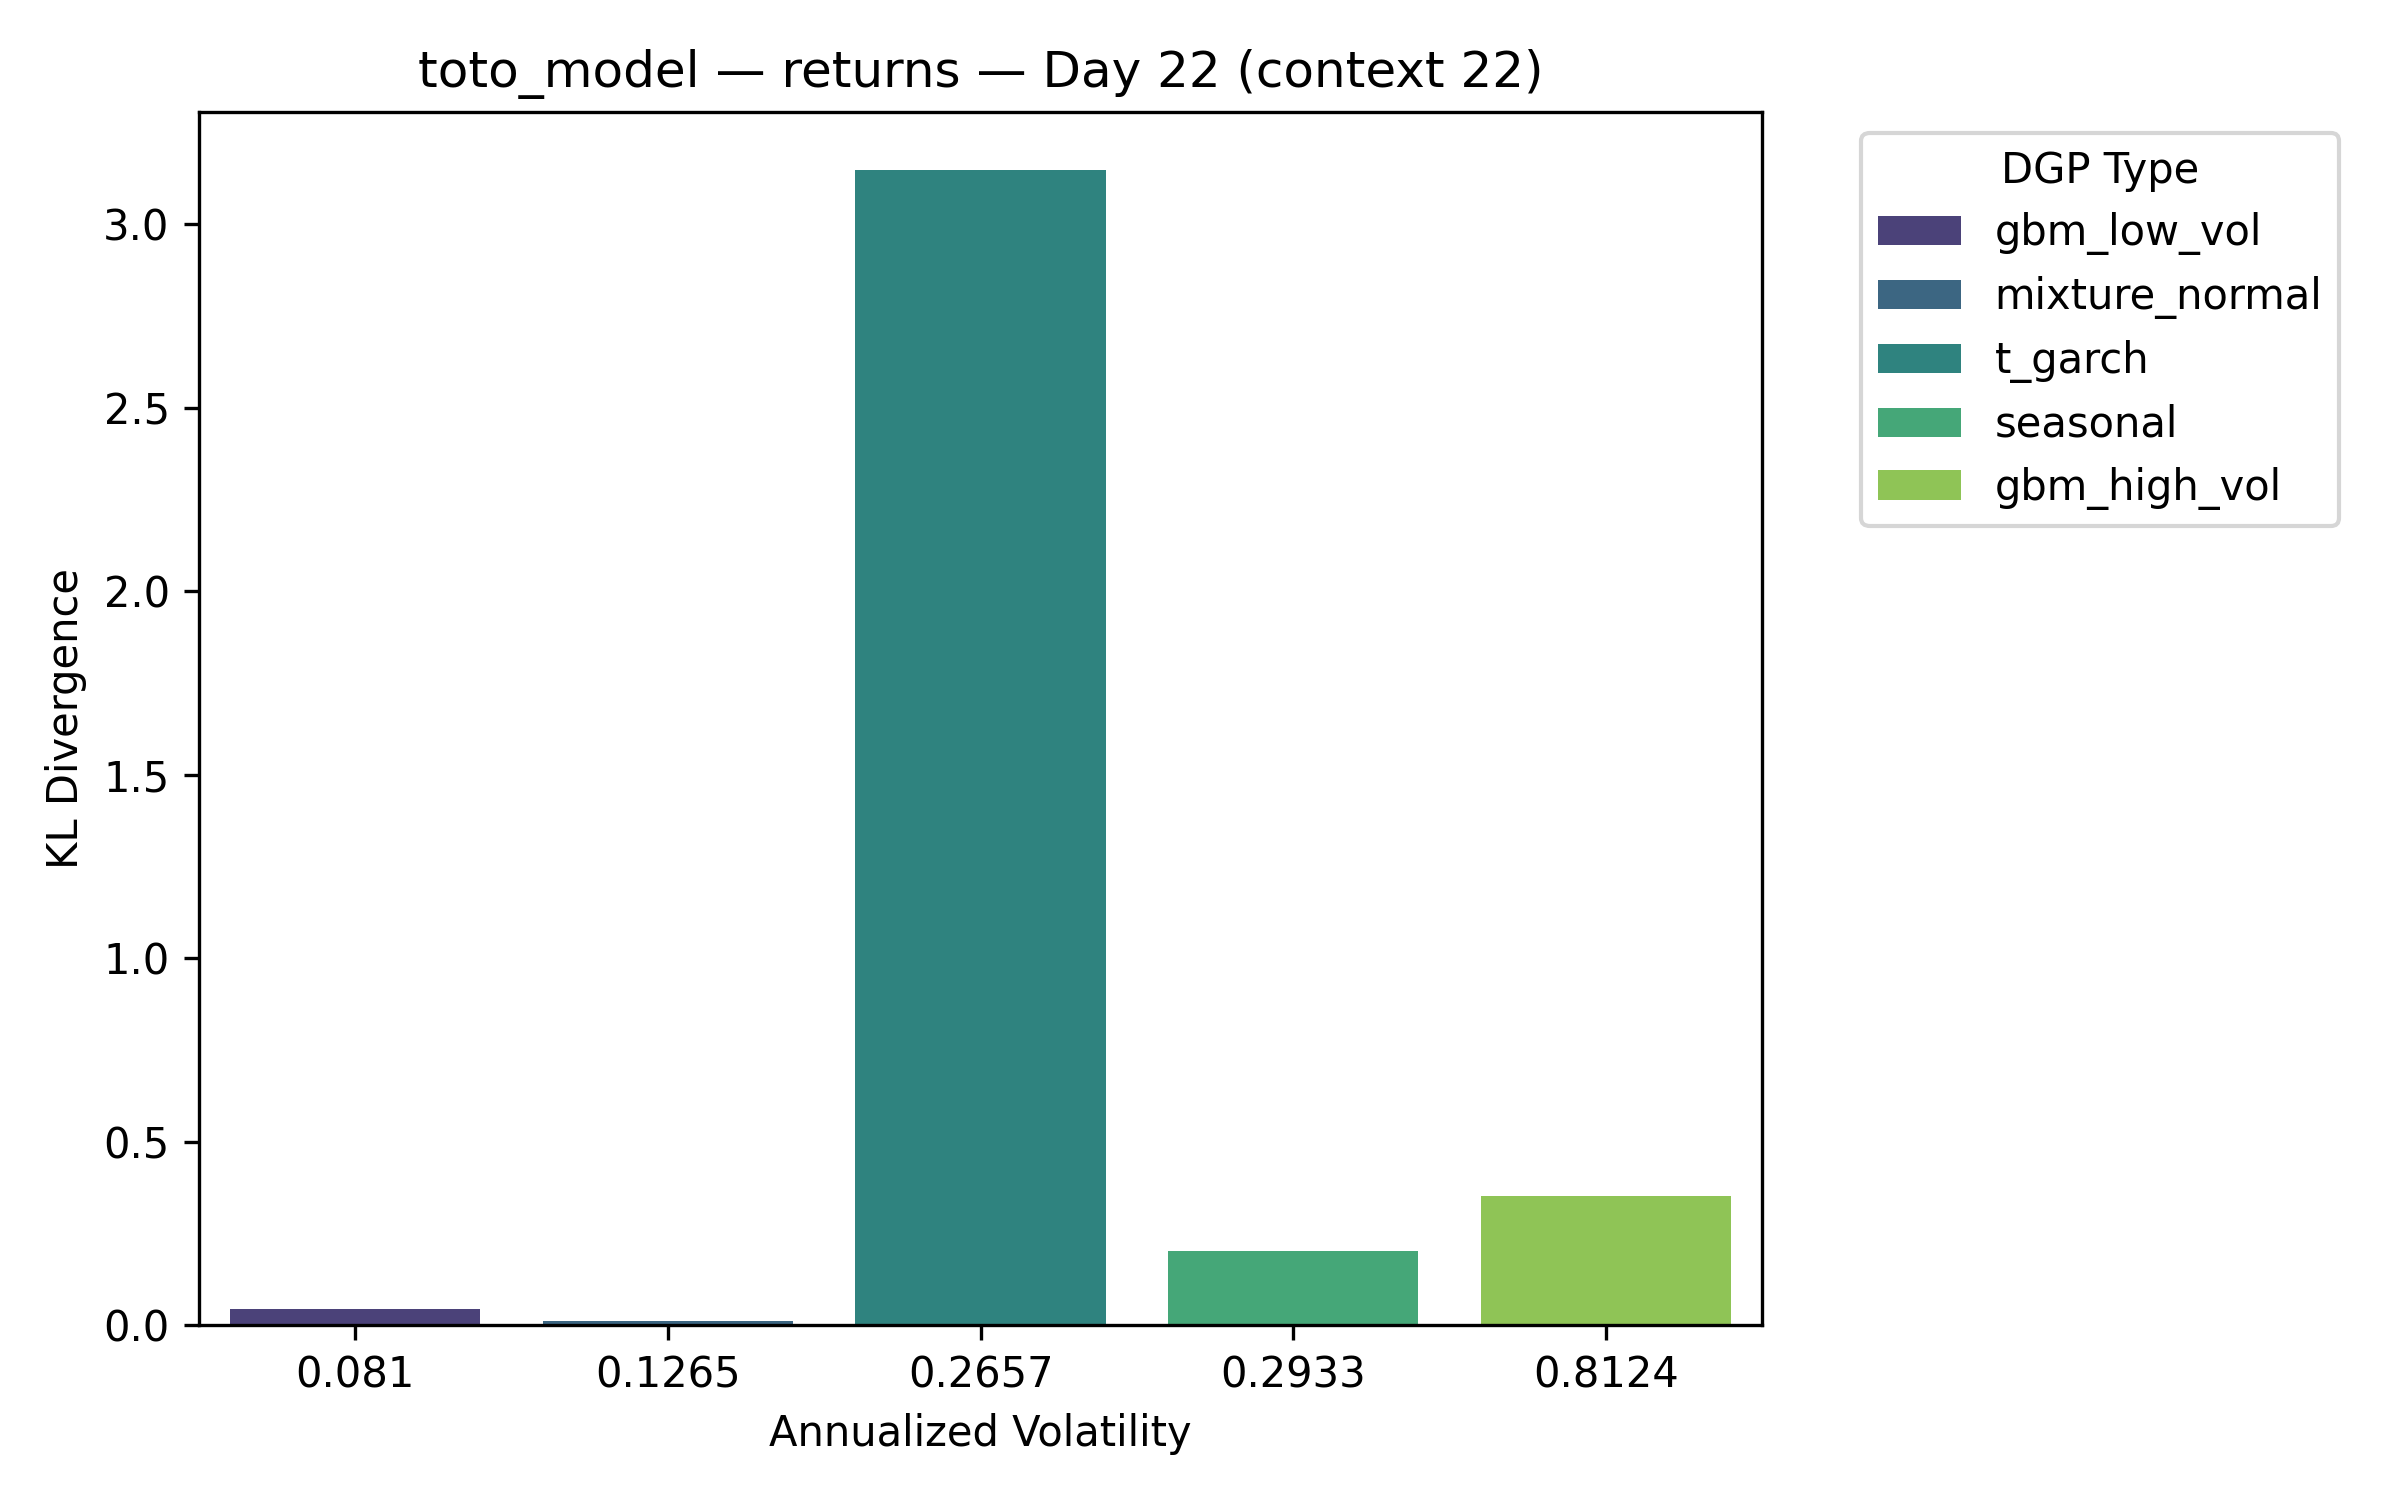 toto_model — returns — Day 22 (context 22)
KL Divergence
3.0
2.5
2.0
1.5
1.0
0.5
0.0
0.081
0.1265
0.2657
0.2933
0.8124
Annualized Volatility
DGP Type
gbm_low_vol
mixture_normal
t_garch
seasonal
gbm_high_vol